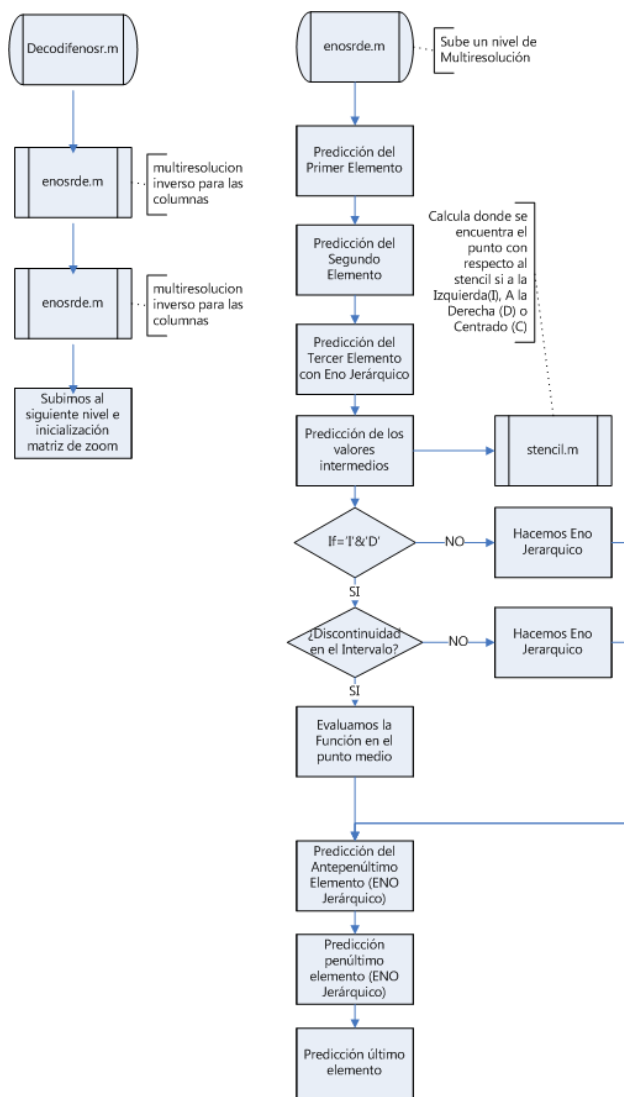 Decodifenosr.m
enosrde.m
multiresolucion
inverso para las
columnas
enosrde.m
multiresolucion
inverso para las
columnas
Subimos al
siguiente nivel e
inicialización
matriz de zoom
enosrde.m
Sube un nivel de
Multiresolución
Predicción del
Primer Elemento
Predicción del
Segundo
Elemento
Calcula donde se
encuentra el
punto con
respecto al
stencil si a la
Izquierda(I), A la
Derecha (D) o
Centrado (C)
Predicción del
Tercer Elemento
con Eno Jerárquico
Predicción de los
valores
intermedios
stencil.m
If='I'&'D'
NO
Hacemos Eno
Jerarquico
SI
¿Discontinuidad
en el Intervalo?
NO
Hacemos Eno
Jerarquico
SI
Evaluamos la
Función en el
punto medio
Predicción del
Antepenúltimo
Elemento (ENO
Jerárquico)
Predicción
penúltimo
elemento (ENO
Jerárquico)
Predicción último
elemento